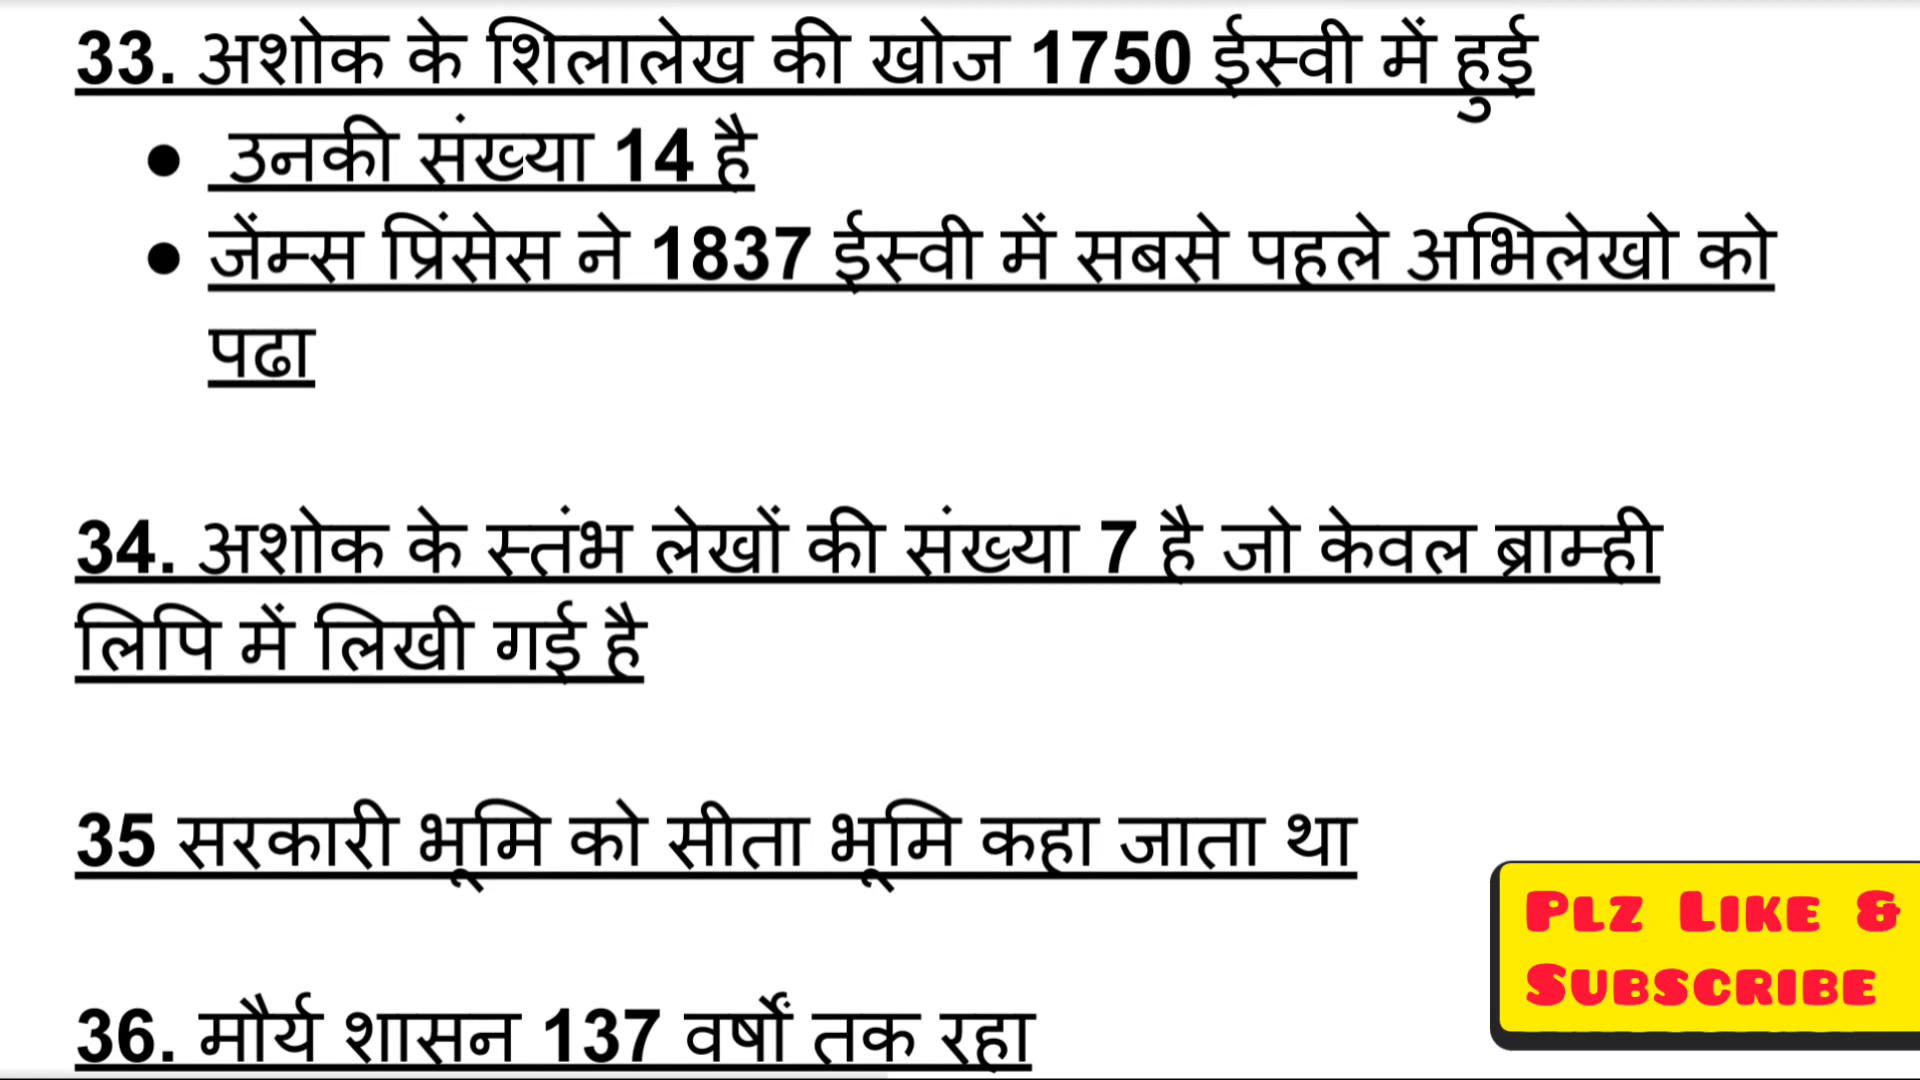 33. अशोक के शिलालेख की खोज 1750 ईस्वी में हुई
● उनकी संख्या 14 है
● जेंम्स प्रिंसेस ने 1837 ईस्वी में सबसे पहले अभिलेखो को
पढा
34. अशोक के स्तंभ लेखों की संख्या 7 है जो केवल ब्राम्ही
लिपि में लिखी गई है
35 सरकारी भूमि को सीता भूमि कहा जाता था
36. मौर्य शासन 137 वर्षों तक रहा
Plz Like &
Subscribe